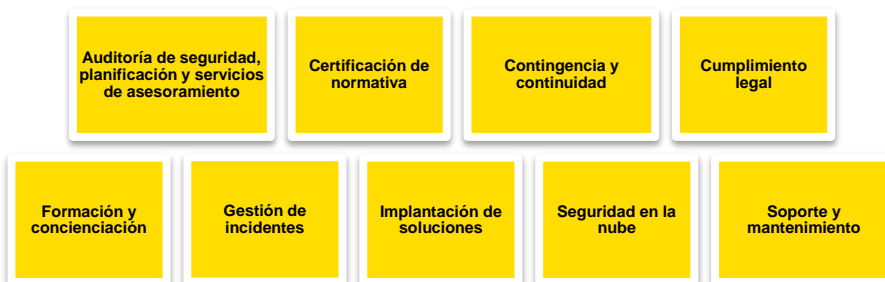 Auditoría de seguridad,
planificación y servicios
de asesoramiento
Certificación de
normativa
Contingencia y
continuidad
Cumplimiento
legal
Formación y
concienciación
Gestión de
incidentes
Implantación de
soluciones
Seguridad en la
nube
Soporte y
mantenimiento